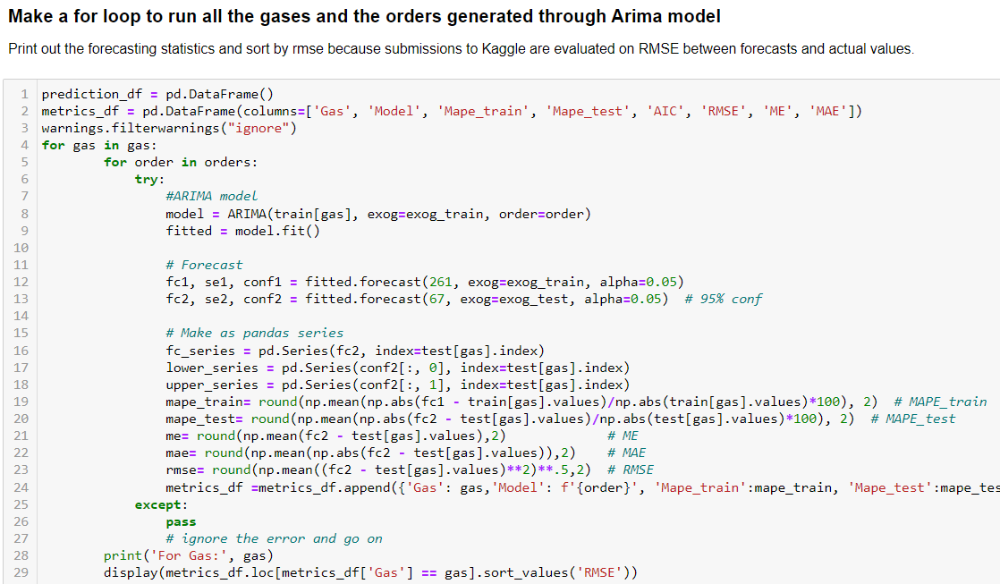 Make a for loop to run all the gases and the orders generated through Arima model
Print out the forecasting statistics and sort by rmse because submissions to Kaggle are evaluated on RMSE between forecasts and actual values.
1 prediction_df = pd.DataFrame()
2 metrics_df = pd.DataFrame(columns=['Gas', 'Model', 'Mape_train', 'Mape_test', 'AIC', 'RMSE', 'ME', 'MAE'])
3 warnings.filterwarnings("ignore")
4 for gas in gas:
5         for order in orders:
6             try:
7                 #ARIMA model
8                 model = ARIMA(train[gas], exog=exog_train, order=order)
9                 fitted = model.fit()
10
11                 # Forecast
12                 fc1, se1, conf1 = fitted.forecast(261, exog=exog_train, alpha=0.05)
13                 fc2, se2, conf2 = fitted.forecast(67, exog=exog_test, alpha=0.05)  # 95% conf
14
15                 # Make as pandas series
16                 fc_series = pd.Series(fc2, index=test[gas].index)
17                 lower_series = pd.Series(conf2[:, 0], index=test[gas].index)
18                 upper_series = pd.Series(conf2[:, 1], index=test[gas].index)
19                 mape_train= round(np.mean(np.abs(fc1 - train[gas].values)/np.abs(train[gas].values)*100), 2)  # MAPE_train
20                 mape_test= round(np.mean(np.abs(fc2 - test[gas].values)/np.abs(test[gas].values)*100), 2)  # MAPE_test
21                 me= round(np.mean(fc2 - test[gas].values),2)             # ME
22                 mae= round(np.mean(np.abs(fc2 - test[gas].values)),2)    # MAE
23                 rmse= round(np.mean((fc2 - test[gas].values)**2)**.5,2)  # RMSE
24                 metrics_df =metrics_df.append({'Gas': gas,'Model': f'{order}', 'Mape_train':mape_train, 'Mape_test':mape_tes
25             except:
26                 pass
27                 # ignore the error and go on
28         print('For Gas:', gas)
29         display(metrics_df.loc[metrics_df['Gas'] == gas].sort_values('RMSE'))